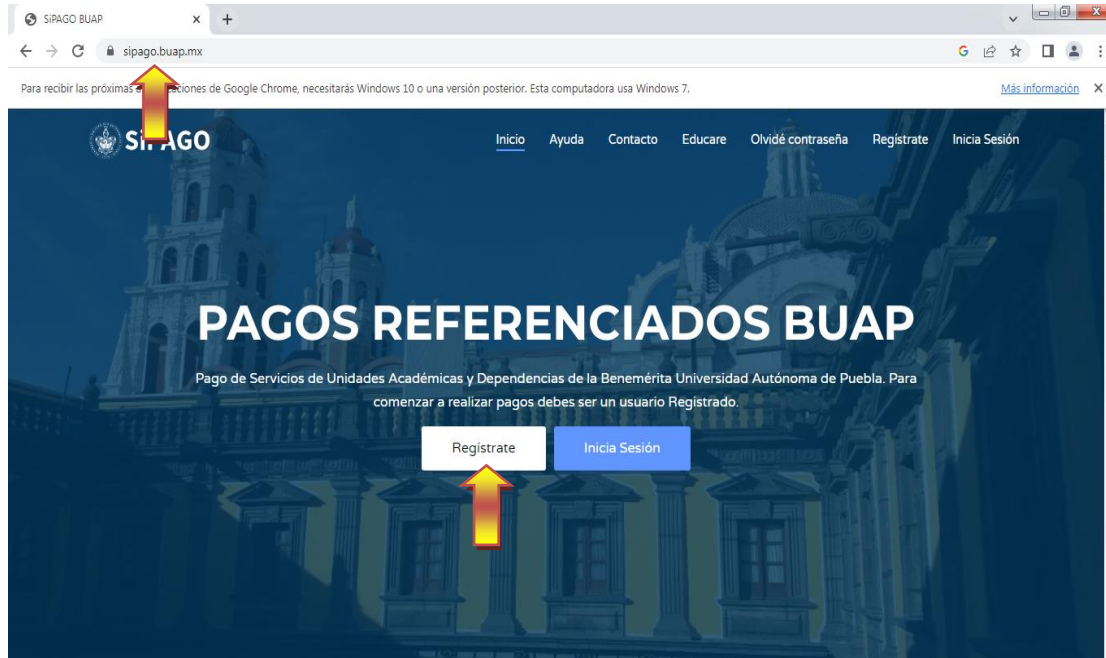 SiPAGO BUAP
sipago.buap.mx
Para recibir las próximas de Google Chrome, necesitarás Windows 10 o una versión posterior. Esta computadora usa Windows 7.
Más información
Inicio Ayuda Contacto Educare Olvidé contraseña Regístrate Inicia Sesión
PAGOS REFERENCIADOS BUAP
Pago de Servicios de Unidades Académicas y Dependencias de la Benemérita Universidad Autónoma de Puebla. Para
comenzar a realizar pagos debes ser un usuario Registrado.
Regístrate Inicia Sesión